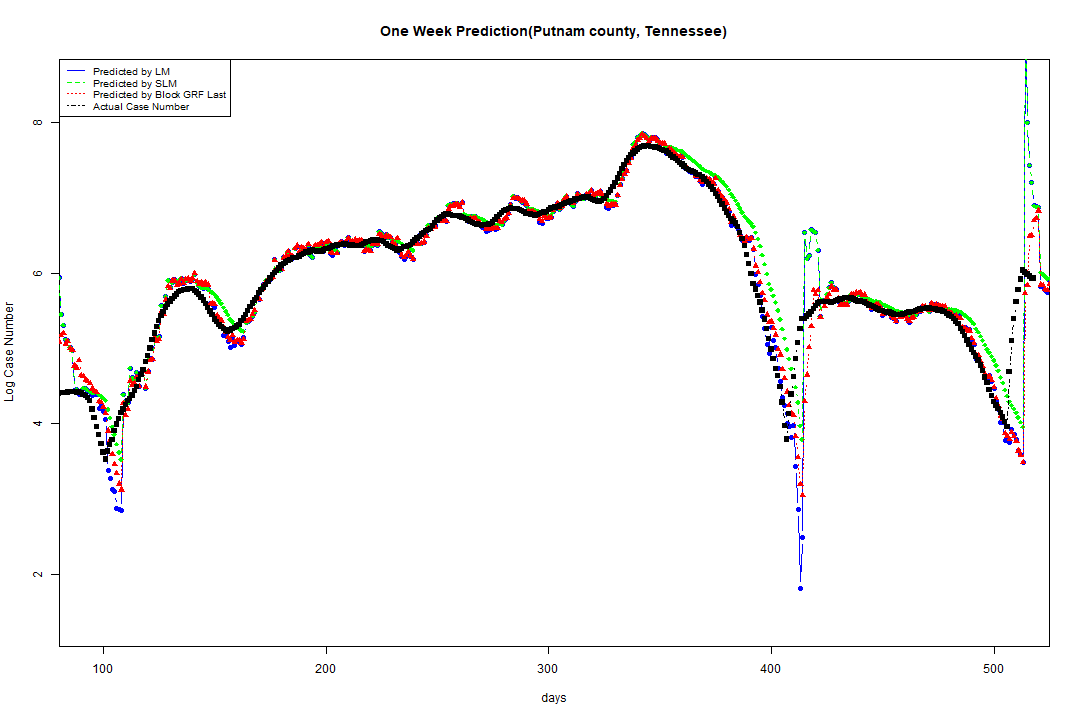 One Week Prediction(Putnam county, Tennessee)
Predicted by LM
Predicted by SLM
Predicted by Block GRF Last
Actual Case Number
8
6
4
2
Log Case Number
100 200 300 400 500
days